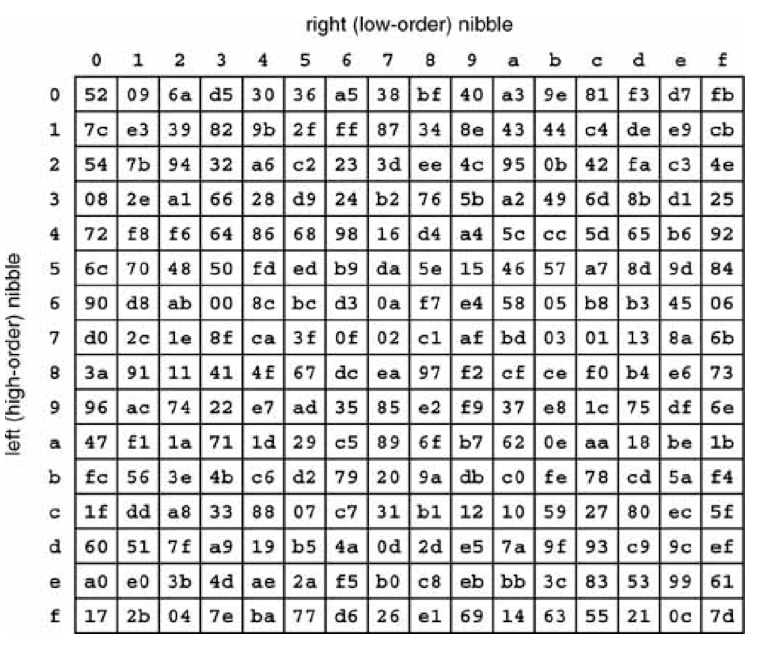 right (low-order) nibble
0 1 2 3 4 5 6 7 8 9 a b c d e f
left (high-order) nibble
0 52 09 6a d5 30 36 a5 38 bf 40 a3 9e 81 f3 d7 fb
1 7c e3 39 82 9b 2f ff 87 34 8e 43 44 c4 de e9 cb
2 54 7b 94 32 a6 c2 23 3d ee 4c 95 0b 42 fa c3 4e
3 08 2e a1 66 28 d9 24 b2 76 5b a2 49 6d 8b d1 25
4 72 f8 f6 64 86 68 98 16 d4 a4 5c cc 5d 65 b6 92
5 6c 70 48 50 fd ed b9 da 5e 15 46 57 a7 8d 9d 84
6 90 d8 ab 00 8c bc d3 0a f7 e4 58 05 b8 b3 45 06
7 d0 2c 1e 8f ca 3f 0f 02 c1 af bd 03 01 13 8a 6b
8 3a 91 11 41 4f 67 dc ea 97 f2 cf ce f0 b4 e6 73
9 96 ac 74 22 e7 ad 35 85 e2 f9 37 e8 1c 75 df 6e
a 47 f1 1a 71 1d 29 c5 89 6f b7 62 0e aa 18 be 1b
b fc 56 3e 4b c6 d2 79 20 9a db c0 fe 78 cd 5a f4
c 1f dd a8 33 88 07 c7 31 b1 12 10 59 27 80 ec 5f
d 60 51 7f a9 19 b5 4a 0d 2d e5 7a 9f 93 c9 9c ef
e a0 e0 3b 4d ae 2a f5 b0 c8 eb bb 3c 83 53 99 61
f 17 2b 04 7e ba 77 d6 26 e1 69 14 63 55 21 0c 7d